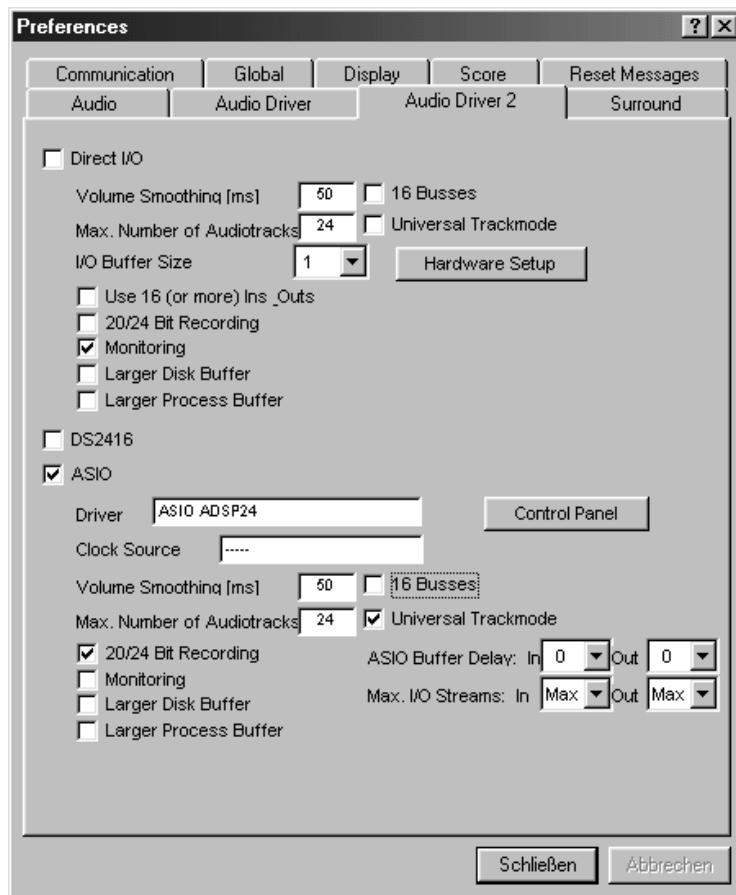 Preferences
Communication Global Display Score Reset Messages
Audio Audio Driver Audio Driver 2 Surround
Direct I/O
Volume Smoothing [ms] 50 16 Busses
Max. Number of Audiotracks 24 Universal Trackmode
I/O Buffer Size 1 Hardware Setup
Use 16 (or more) Ins _Outs
20/24 Bit Recording
Monitoring
Larger Disk Buffer
Larger Process Buffer
DS2416
ASIO
Driver ASIO ADSP24 Control Panel
Clock Source -----
Volume Smoothing [ms] 50 16 Busses
Max. Number of Audiotracks 24 Universal Trackmode
20/24 Bit Recording ASIO Buffer Delay: In 0 Out 0
Monitoring
Larger Disk Buffer Max. I/O Streams: In Max Out Max
Larger Process Buffer
Schließen Abbrechen